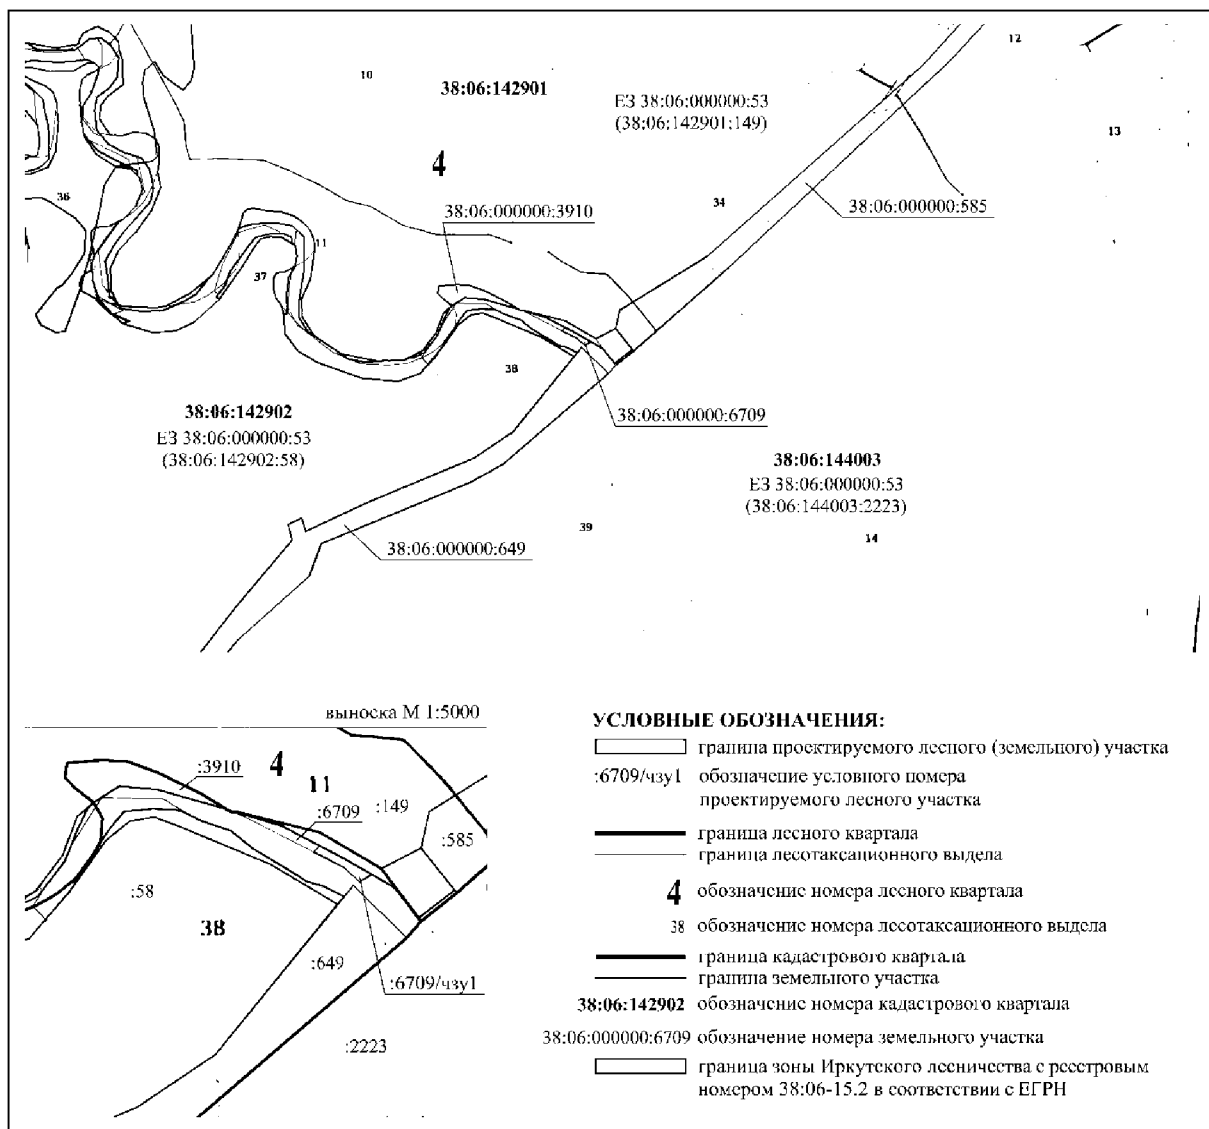 12
10
38:06:142901
ЕЗ 38:06:000000:53
(38:06:142901:149)
13
4
36
38:06:000000:3910
34
38:06:000000:585
11
37
38
38:06:000000:6709
38:06:142902
ЕЗ 38:06:000000:53
(38:06:142902:58)
38:06:144003
ЕЗ 38:06:000000:53
(38:06:144003:2223)
39
14
38:06:000000:649
выноска М 1:5000
:3910
4
11
:6709
:149
:585
:58
38
:649
:6709/чзу1
:2223
УСЛОВНЫЕ ОБОЗНАЧЕНИЯ:
граница проектируемого лесного (земельного) участка
:6709/чзу1 обозначение условного номера
проектируемого лесного участка
граница лесного квартала
граница лесотаксационного выдела
4 обозначение номера лесного квартала
38 обозначение номера лесотаксационного выдела
граница кадастрового квартала
граница земельного участка
38:06:142902 обозначение номера кадастрового квартала
38:06:000000:6709 обозначение номера земельного участка
граница зоны Иркутского лесничества с реестровым
номером 38:06-15.2 в соответствии с ЕГРН